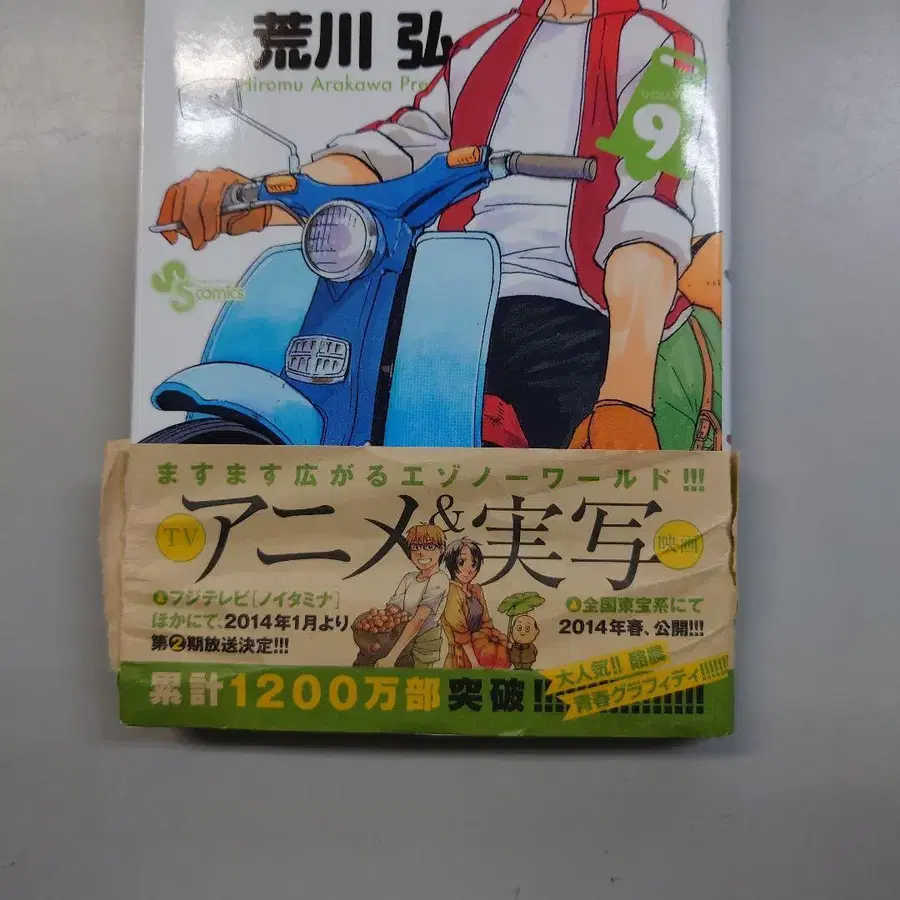 荒川 弘
Hiromu Arakawa Pre
VOLUME
9
SS comics
ますます広がるエゾノーワールド!!!
TV アニメ&実写 映画
フジテレビ[ノイタミナ]
ほかにて、2014年1月より
第2期放送決定!!!
全国東宝系にて
2014年春、公開!!!
累計1200万部突破!!!!!!!!!!!!!!!!!
大人気!! 酪農
青春グラフィティ!!!!!!